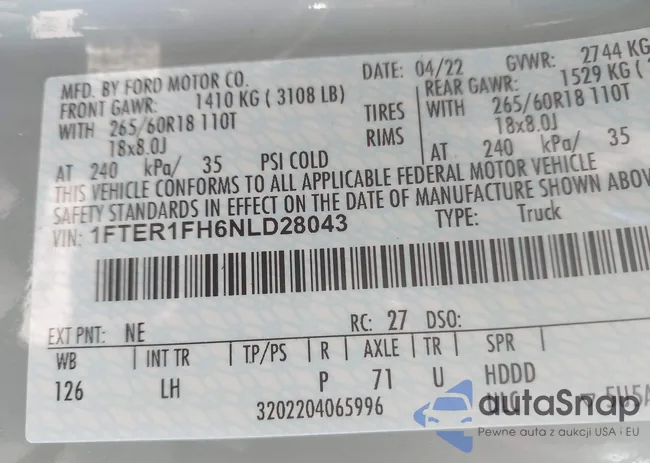 MFD. BY FORD MOTOR CO.
DATE: 04/22 GVWR: 2744 KG
FRONT GAWR: 1410 KG ( 3108 LB)
REAR GAWR: 1529 KG (
WITH 265/60R18 110T TIRES WITH 265/60R18 110T
18x8.0J RIMS 18x8.0J
AT 240 kPa/ 35 PSI COLD AT 240 kPa/ 35
THIS VEHICLE CONFORMS TO ALL APPLICABLE FEDERAL MOTOR VEHICLE
SAFETY STANDARDS IN EFFECT ON THE DATE OF MANUFACTURE SHOWN ABOV
VIN: 1FTER1FH6NLD28043 TYPE: Truck
EXT PNT: NE RC: 27 DSO:
WB INT TR TP/PS R AXLE TR SPR
126 LH P 71 U HDDD
3202204065996
autaSnap
Pewne auta z aukcji USA i EU